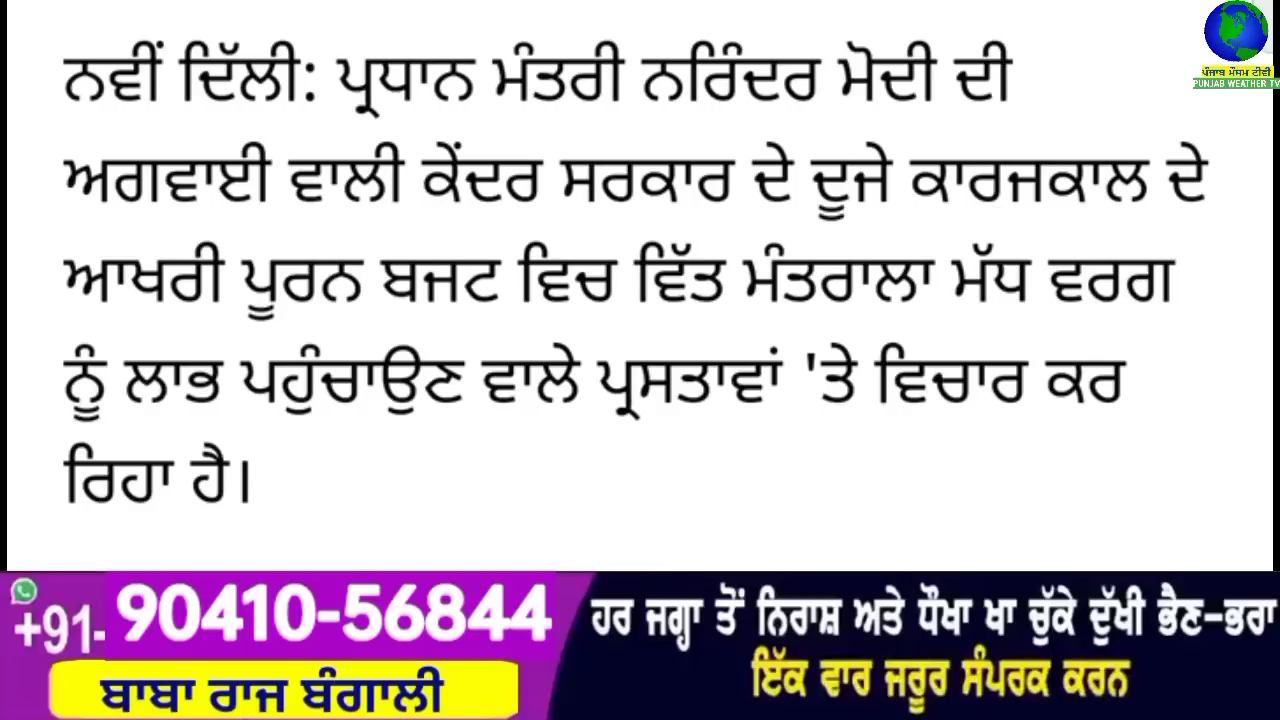 ਪੰਜਾਬ ਮੌਸਮ ਟੀਵੀ
PUNJAB WEATHER TV
ਨਵੀਂ ਦਿੱਲੀ: ਪ੍ਰਧਾਨ ਮੰਤਰੀ ਨਰਿੰਦਰ ਮੋਦੀ ਦੀ
ਅਗਵਾਈ ਵਾਲੀ ਕੇਂਦਰ ਸਰਕਾਰ ਦੇ ਦੂਜੇ ਕਾਰਜਕਾਲ ਦੇ
ਆਖਰੀ ਪੂਰਨ ਬਜਟ ਵਿਚ ਵਿੱਤ ਮੰਤਰਾਲਾ ਮੱਧ ਵਰਗ
ਨੂੰ ਲਾਭ ਪਹੁੰਚਾਉਣ ਵਾਲੇ ਪ੍ਰਸਤਾਵਾਂ 'ਤੇ ਵਿਚਾਰ ਕਰ
ਰਿਹਾ ਹੈ।
+91-90410-56844
ਬਾਬਾ ਰਾਜ ਬੰਗਾਲੀ
ਹਰ ਜਗ੍ਹਾ ਤੋਂ ਨਿਰਾਸ਼ ਅਤੇ ਧੌਖਾ ਖਾ ਚੁੱਕੇ ਦੁੱਖੀ ਭੈਣ-ਭਰਾ
ਇੱਕ ਵਾਰ ਜਰੂਰ ਸੰਪਰਕ ਕਰਨ